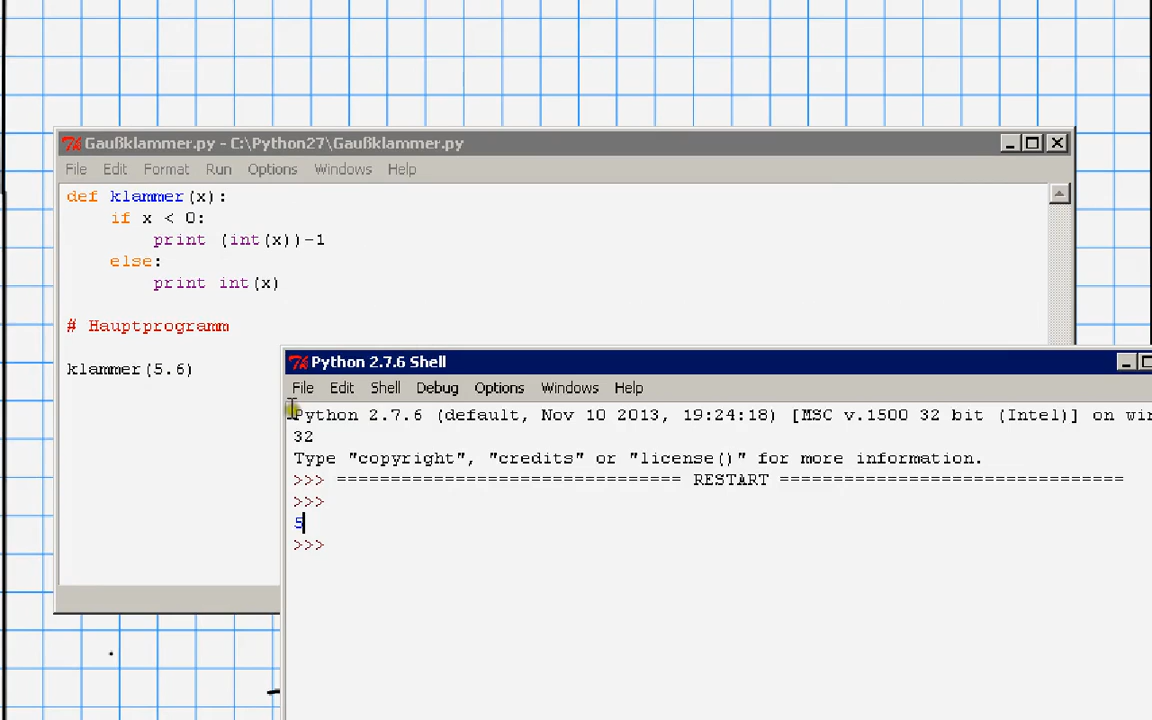 Gaußklammer.py - C:\Python27\Gaußklammer.py
File Edit Format Run Options Windows Help
def klammer(x):
    if x < 0:
        print (int(x))-1
    else:
        print int(x)
# Hauptprogramm
klammer(5.6)
Python 2.7.6 Shell
File Edit Shell Debug Options Windows Help
Python 2.7.6 (default, Nov 10 2013, 19:24:18) [MSC v.1500 32 bit (Intel)] on win
32
Type "copyright", "credits" or "license()" for more information.
>>> ================================ RESTART ================================
>>>
5
>>>